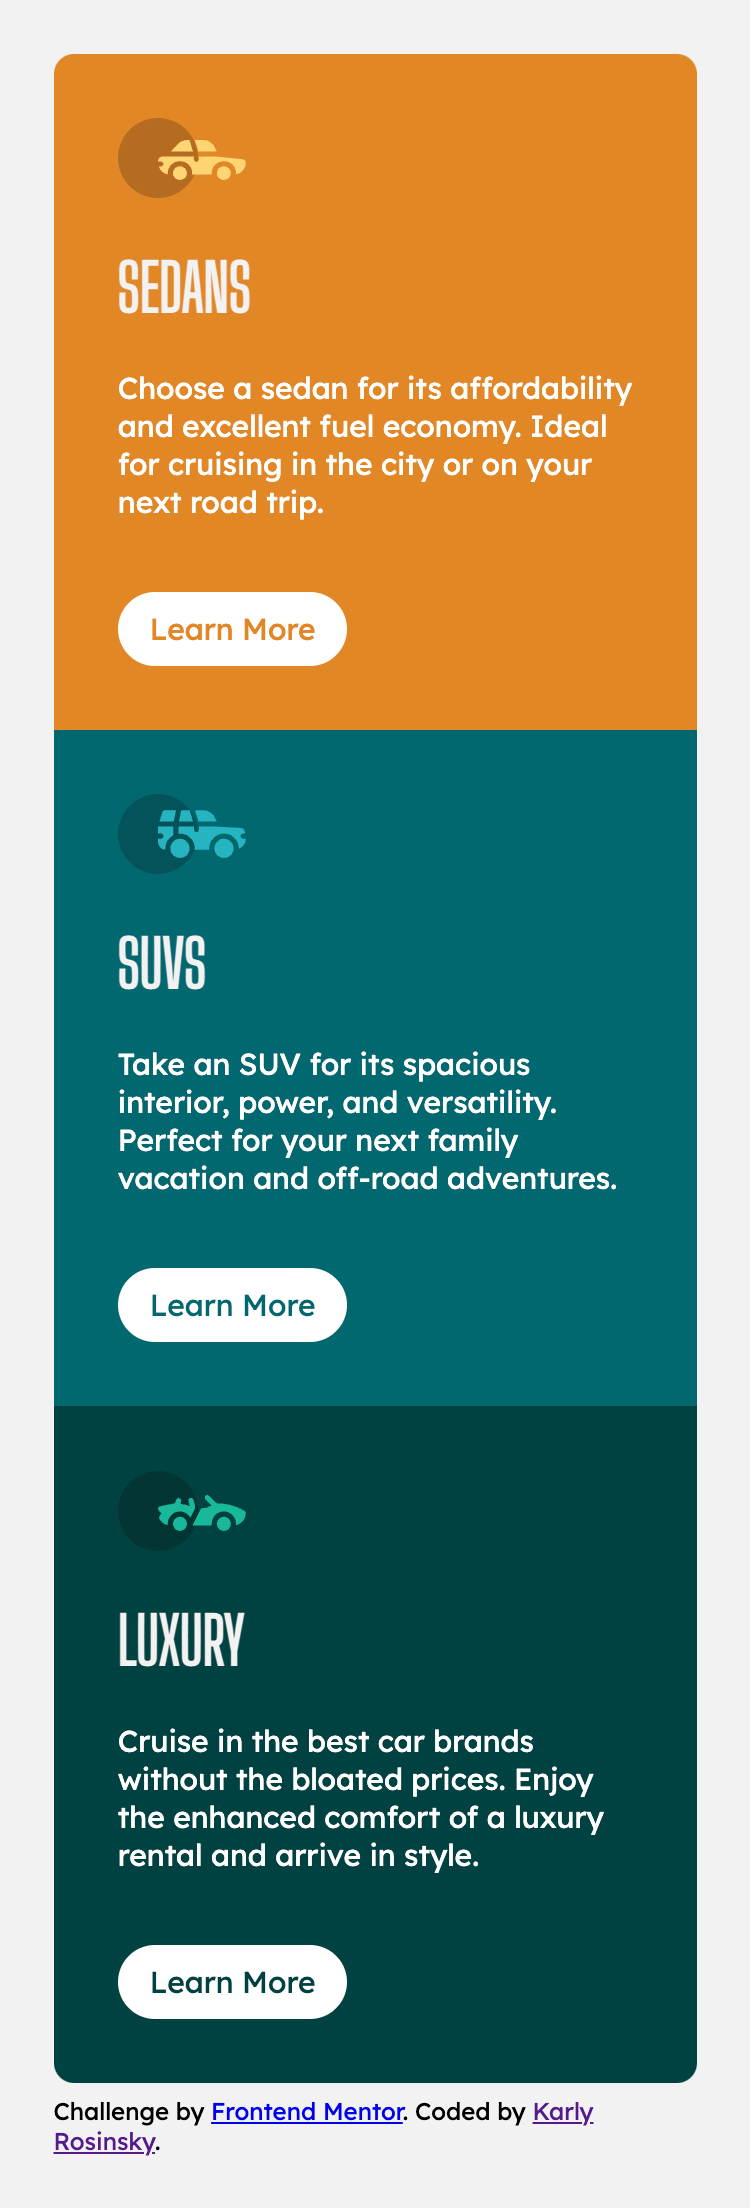 SEDANS
Choose a sedan for its affordability
and excellent fuel economy. Ideal
for cruising in the city or on your
next road trip.
Learn More
SUVS
Take an SUV for its spacious
interior, power, and versatility.
Perfect for your next family
vacation and off-road adventures.
Learn More
LUXURY
Cruise in the best car brands
without the bloated prices. Enjoy
the enhanced comfort of a luxury
rental and arrive in style.
Learn More
Challenge by Frontend Mentor. Coded by Karly
Rosinsky.